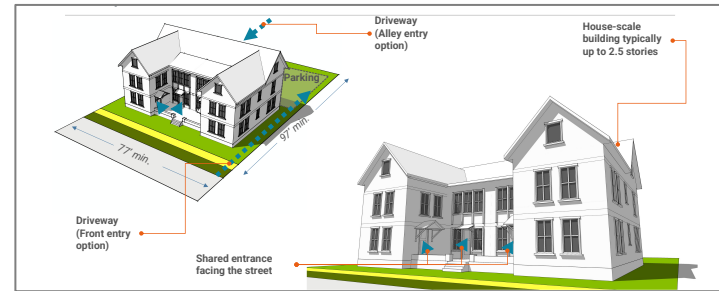 Driveway
(Alley entry
option)
House-scale
building typically
up to 2.5 stories
Parking
77' min.
97' min.
Driveway
(Front entry
option)
Shared entrance
facing the street